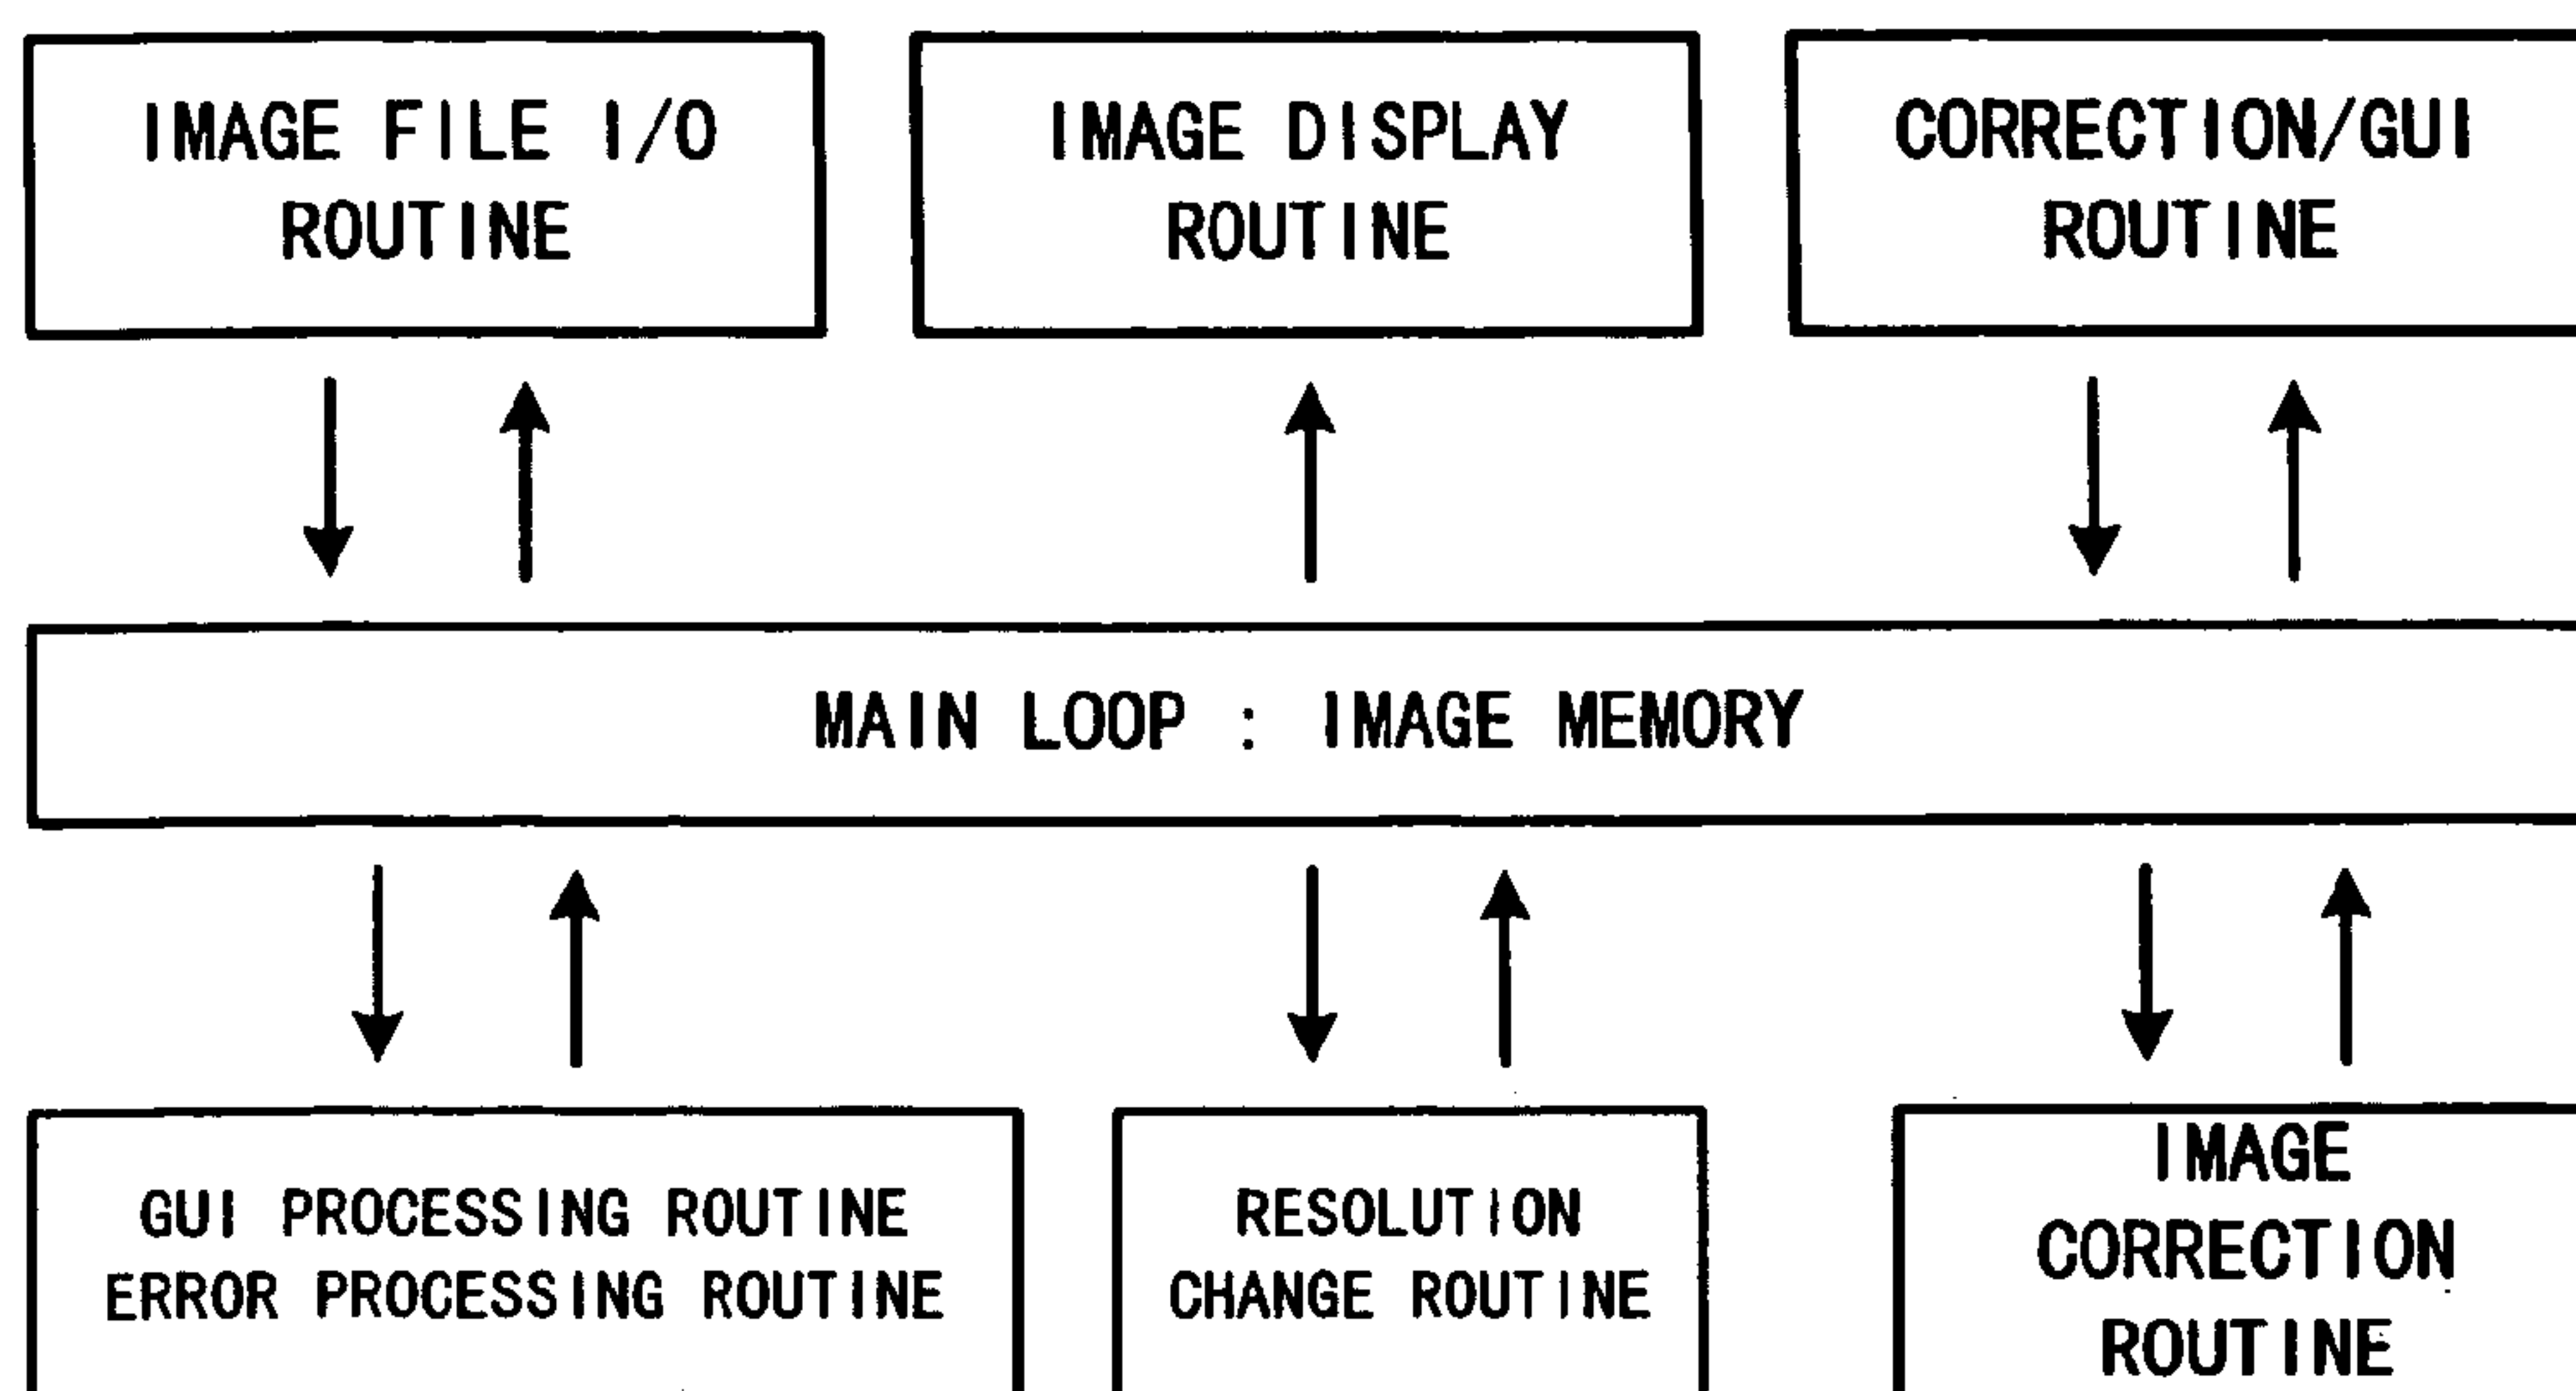 IMAGE FILE I/O
ROUTINE
IMAGE DISPLAY
ROUTINE
CORRECTION/GUI
ROUTINE
MAIN LOOP : IMAGE MEMORY
GUI PROCESSING ROUTINE
ERROR PROCESSING ROUTINE
RESOLUTION
CHANGE ROUTINE
IMAGE
CORRECTION
ROUTINE